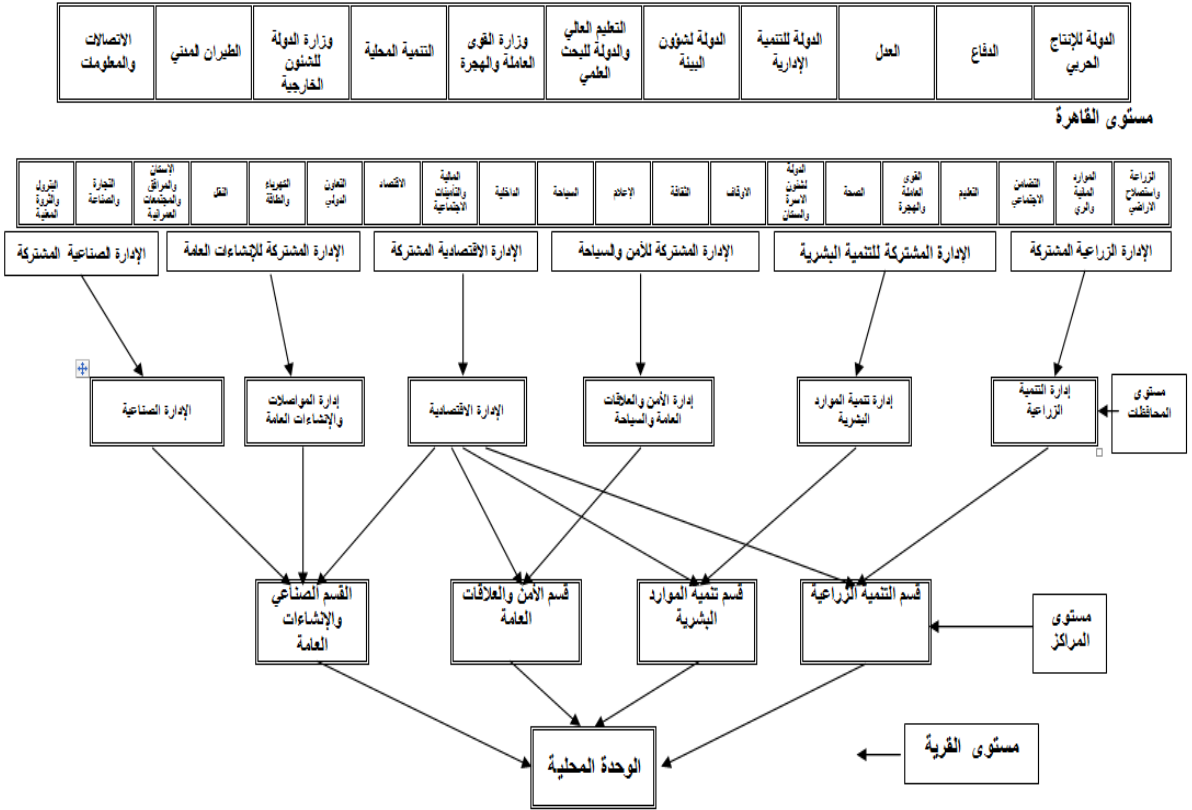 الدولة للإنتاج
الحربي
الدفاع
العدل
الدولة للتنمية
الإدارية
الدولة لشؤون
البيئة
التعليم العالي
والدولة للبحث
العلمي
وزارة القوى
العاملة والهجرة
التنمية المحلية
وزارة الدولة
للشئون
الخارجية
الطيران المدني
الاتصالات
والمعلومات
مستوى القاهرة
الزراعة
واستصلاح
الاراضي
الموارد
المائية
والري
التضامن
الاجتماعي
التعليم
القوى
العاملة
والهجرة
الصحة
الدولة
لشئون
الاسرة
والسكان
الاوقاف
الثقافة
الإعلام
السياحة
الداخلية
المالية
والتأمينات
الاجتماعية
الاقتصاد
التعاون
الدولي
الكهرباء
والطاقة
النقل
الإسكان
والمرافق
والمجتمعات
العمرانية
التجارة
والصناعة
البترول
والثروة
المعدنية
الإدارة الزراعية المشتركة
الإدارة المشتركة للتنمية البشرية
الإدارة المشتركة للأمن والسياحة
الإدارة الاقتصادية المشتركة
الإدارة المشتركة للإنشاءات العامة
الإدارة الصناعية المشتركة
مستوى
المحافظات
إدارة التنمية
الزراعية
إدارة تنمية الموارد
البشرية
إدارة الأمن والعلاقات
العامة والسياحة
الإدارة الاقتصادية
إدارة المواصلات
والإنشاءات العامة
الإدارة الصناعية
مستوى
المراكز
قسم التنمية الزراعية
قسم تنمية الموارد
البشرية
قسم الأمن والعلاقات
العامة
القسم الصناعي
والإنشاءات
العامة
مستوى القرية
الوحدة المحلية